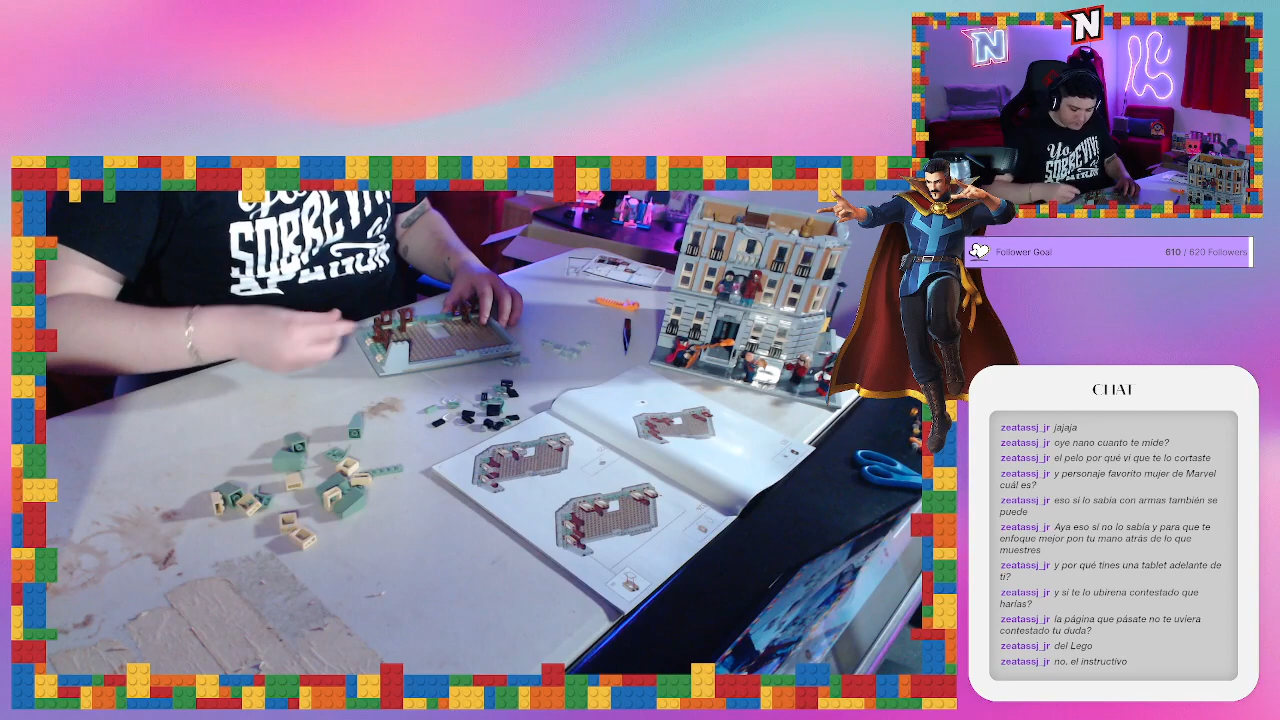 N
N
Yo
SOBREVIVÍ
SOBREVIVÍ
Follower Goal
610 / 620 Followers
CHAT
zeatassj_jr jajaja
zeatassj_jr oye nano cuanto te mide?
zeatassj_jr el pelo por qué vi que te lo cortaste
zeatassj_jr y personaje favorito mujer de Marvel
cuál es?
zeatassj_jr eso si lo sabía con armas también se
puede
zeatassj_jr Aya eso si no lo sabía y para que te
enfoque mejor pon tu mano atrás de lo que
muestres
zeatassj_jr y por qué tines una tablet adelante de
ti?
zeatassj_jr y si te lo ubirena contestado que
harías?
zeatassj_jr la página que pásate no te uviera
contestado tu duda?
zeatassj_jr del Lego
zeatassj_jr no, el instructivo